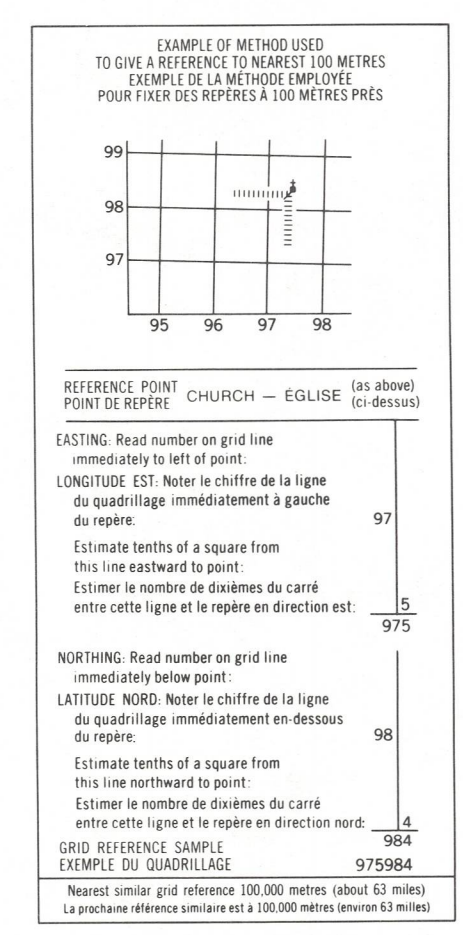 EXAMPLE OF METHOD USED
TO GIVE A REFERENCE TO NEAREST 100 METRES
EXEMPLE DE LA MÉTHODE EMPLOYÉE
POUR FIXER DES REPÈRES À 100 MÈTRES PRÈS
99
98
97
95 96 97 98
REFERENCE POINT
POINT DE REPÈRE
CHURCH — ÉGLISE
(as above)
(ci-dessus)
EASTING: Read number on grid line
immediately to left of point:
LONGITUDE EST: Noter le chiffre de la ligne
du quadrillage immédiatement à gauche
du repère: 97
Estimate tenths of a square from
this line eastward to point:
Estimer le nombre de dixièmes du carré
entre cette ligne et le repère en direction est: 5
975
NORTHING: Read number on grid line
immediately below point:
LATITUDE NORD: Noter le chiffre de la ligne
du quadrillage immédiatement en-dessous
du repère: 98
Estimate tenths of a square from
this line northward to point:
Estimer le nombre de dixièmes du carré
entre cette ligne et le repère en direction nord: 4
984
GRID REFERENCE SAMPLE
EXEMPLE DU QUADRILLAGE 975984
Nearest similar grid reference 100,000 metres (about 63 miles)
La prochaine référence similaire est à 100,000 mètres (environ 63 milles)